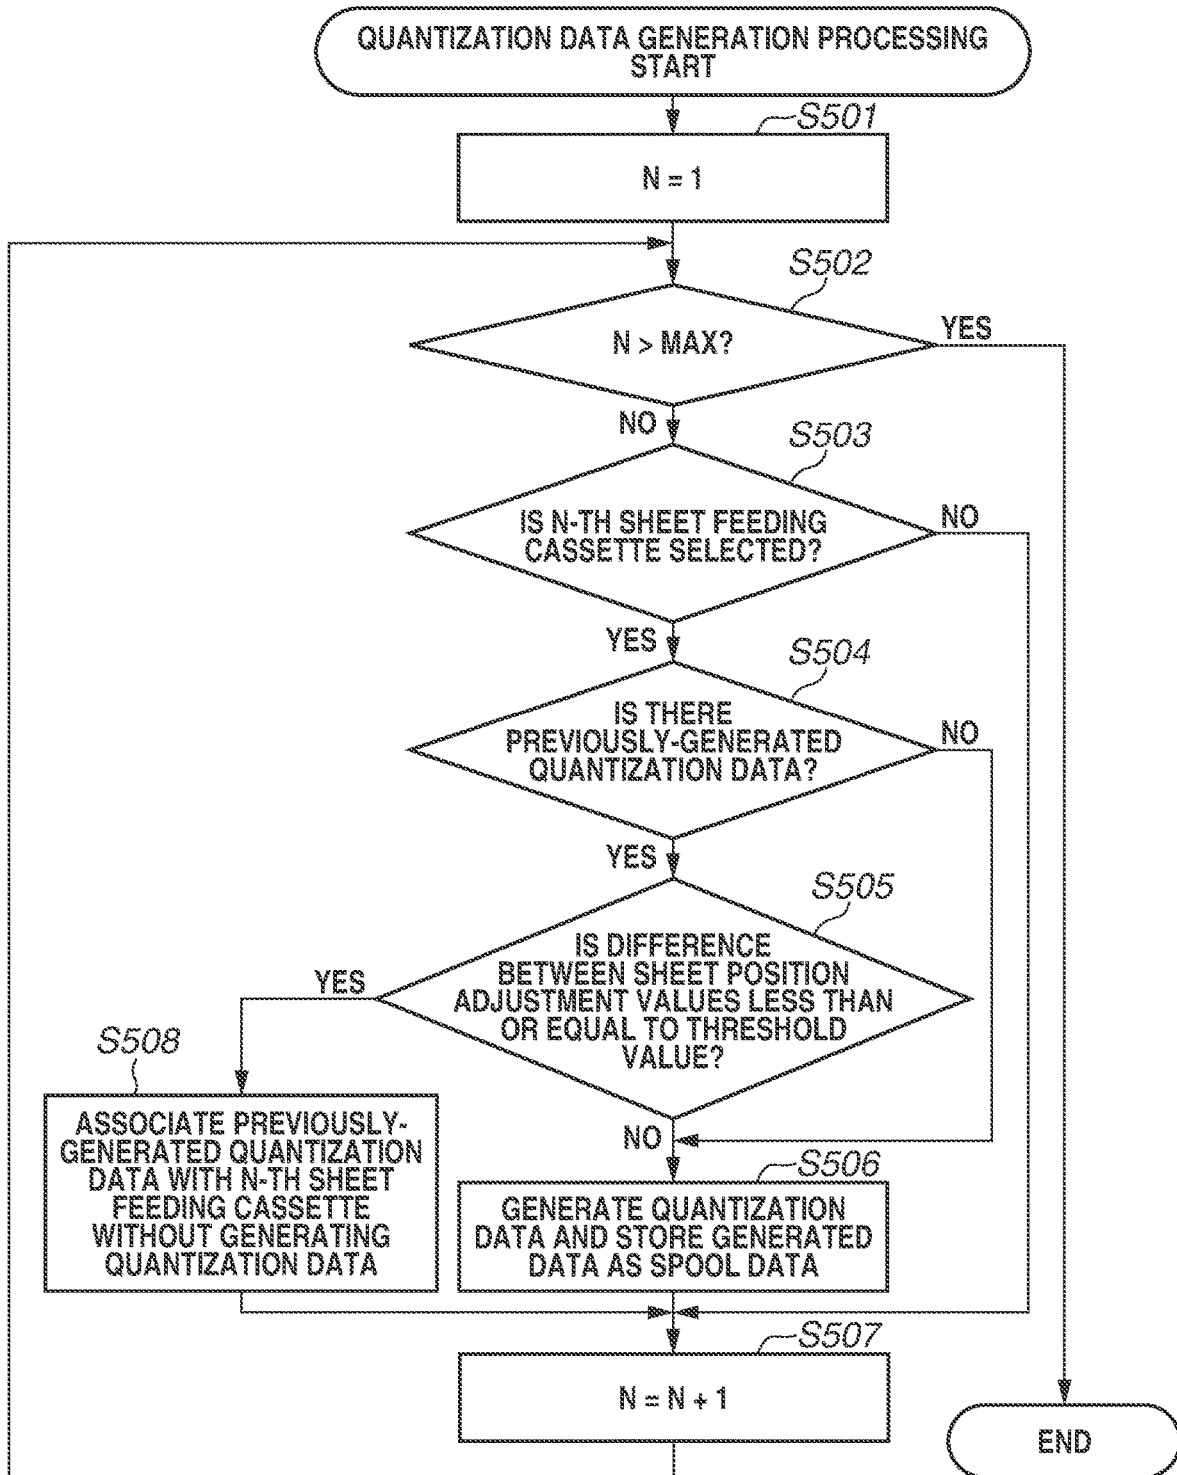 QUANTIZATION DATA GENERATION PROCESSING
START
S501
N = 1
S502
N > MAX?
YES
NO
S503
IS N-TH SHEET FEEDING
CASSETTE SELECTED?
NO
YES
S504
IS THERE
PREVIOUSLY-GENERATED
QUANTIZATION DATA?
NO
YES
S505
IS DIFFERENCE
BETWEEN SHEET POSITION
ADJUSTMENT VALUES LESS THAN
OR EQUAL TO THRESHOLD
VALUE?
YES
NO
S508
ASSOCIATE PREVIOUSLY-
GENERATED QUANTIZATION
DATA WITH N-TH SHEET
FEEDING CASSETTE
WITHOUT GENERATING
QUANTIZATION DATA
S506
GENERATE QUANTIZATION
DATA AND STORE GENERATED
DATA AS SPOOL DATA
S507
N = N + 1
END